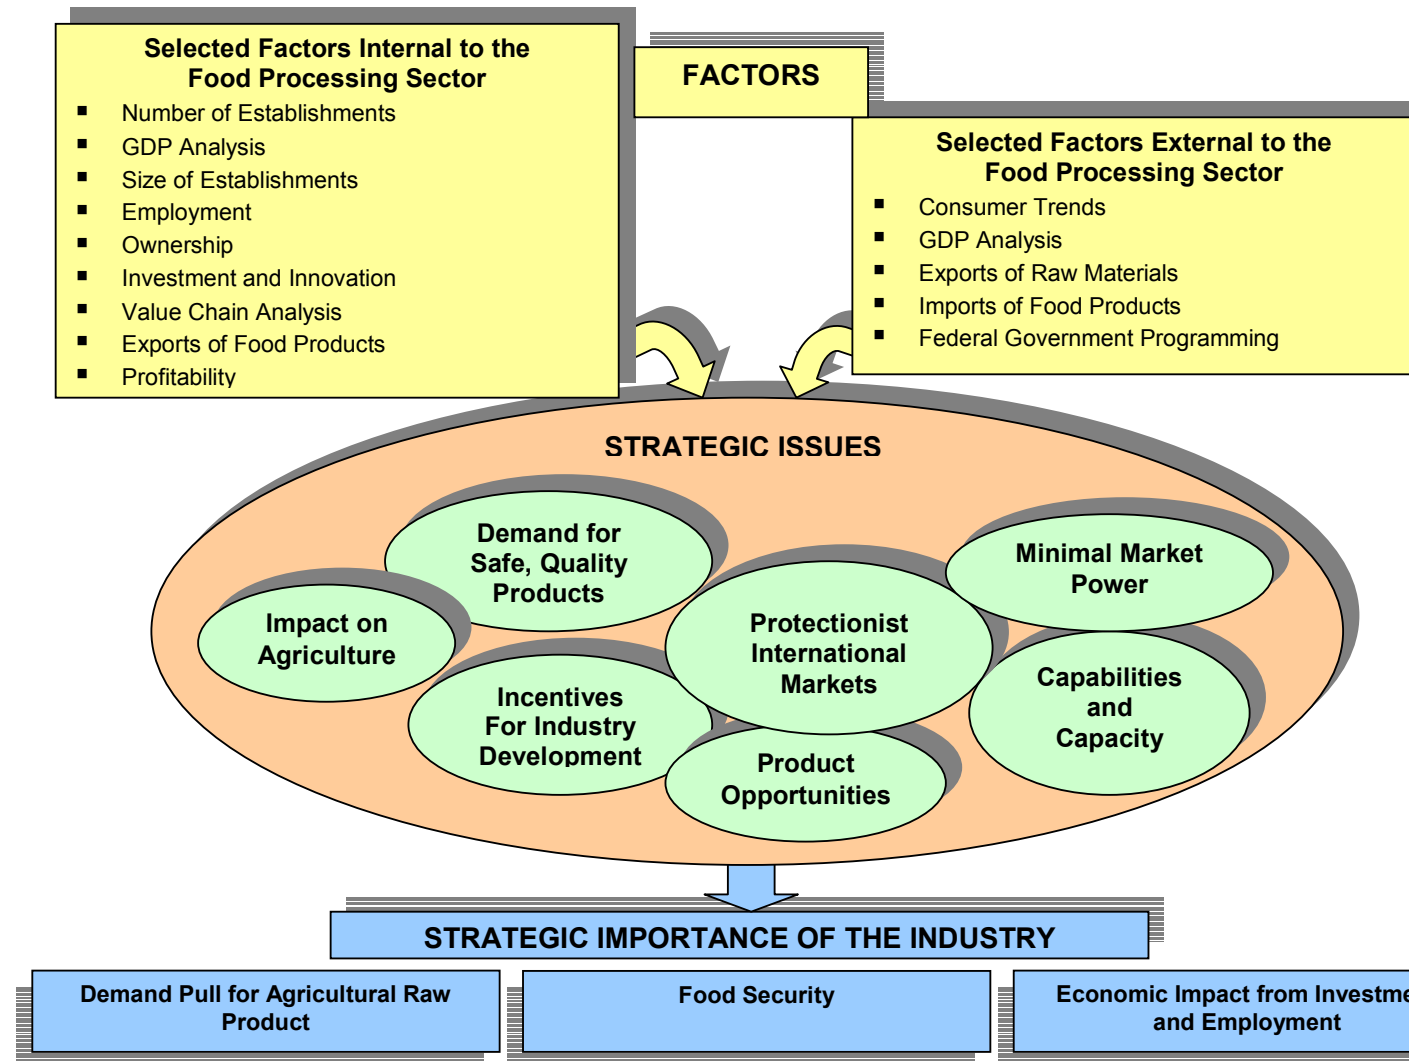 Selected Factors Internal to the
Food Processing Sector
Number of Establishments
GDP Analysis
Size of Establishments
Employment
Ownership
Investment and Innovation
Value Chain Analysis
Exports of Food Products
Profitability
FACTORS
Selected Factors External to the
Food Processing Sector
Consumer Trends
GDP Analysis
Exports of Raw Materials
Imports of Food Products
Federal Government Programming
STRATEGIC ISSUES
Demand for
Safe, Quality
Products
Minimal Market
Power
Impact on
Agriculture
Protectionist
International
Markets
Capabilities
and
Capacity
Incentives
For Industry
Development
Product
Opportunities
STRATEGIC IMPORTANCE OF THE INDUSTRY
Demand Pull for Agricultural Raw
Product
Food Security
Economic Impact from Investme
and Employment